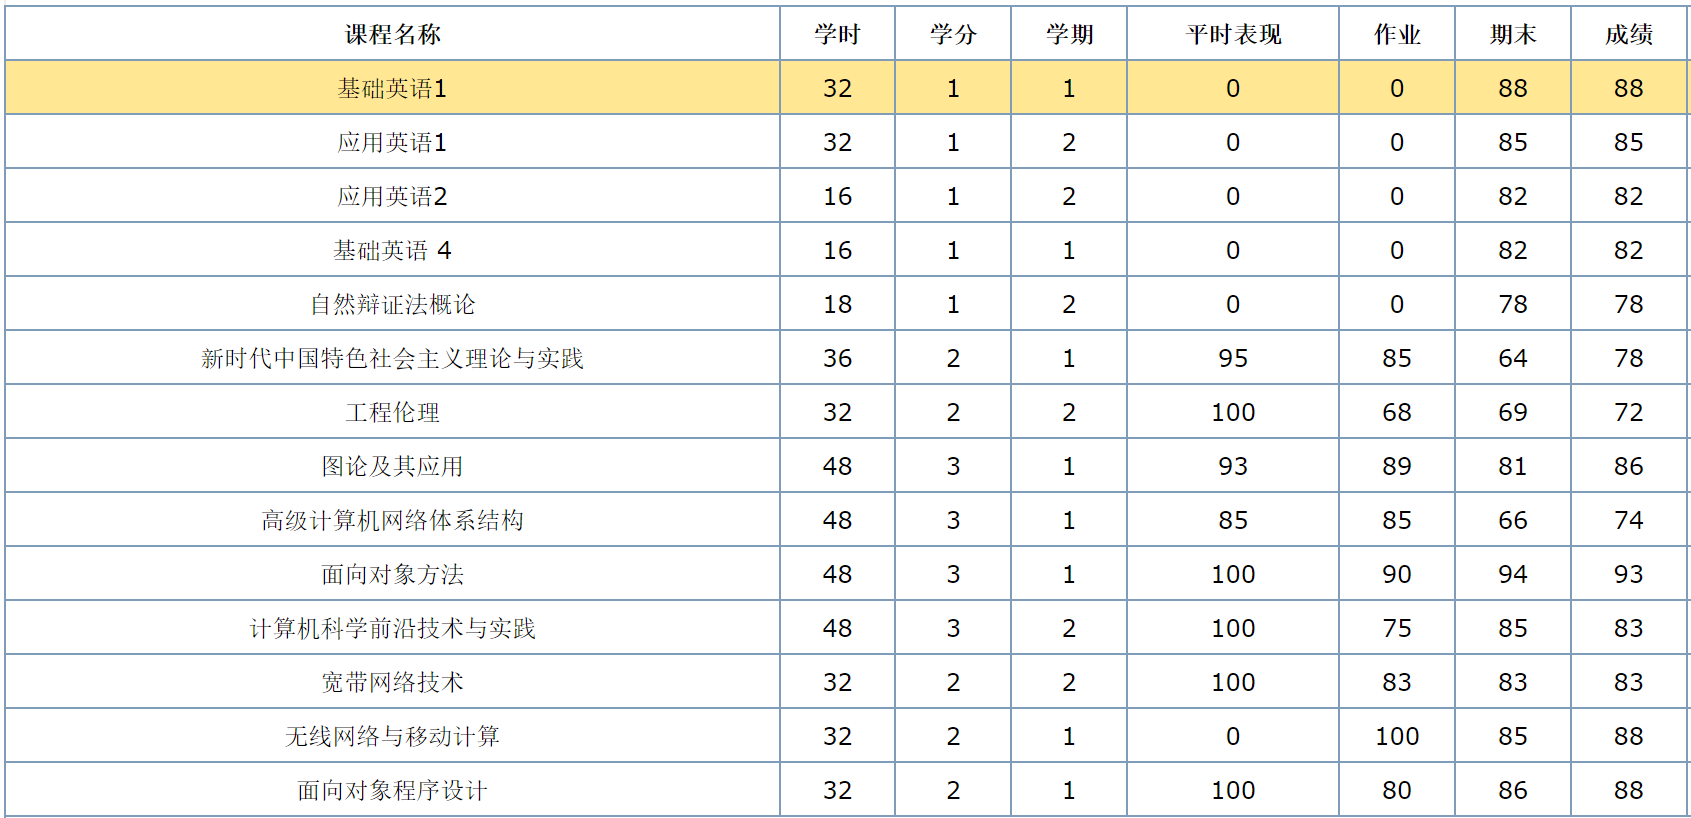 课程名称 学时 学分 学期 平时表现 作业 期末 成绩
基础英语1 32 1 1 0 0 88 88
应用英语1 32 1 2 0 0 85 85
应用英语2 16 1 2 0 0 82 82
基础英语 4 16 1 1 0 0 82 82
自然辩证法概论 18 1 2 0 0 78 78
新时代中国特色社会主义理论与实践 36 2 1 95 85 64 78
工程伦理 32 2 2 100 68 69 72
图论及其应用 48 3 1 93 89 81 86
高级计算机网络体系结构 48 3 1 85 85 66 74
面向对象方法 48 3 1 100 90 94 93
计算机科学前沿技术与实践 48 3 2 100 75 85 83
宽带网络技术 32 2 2 100 83 83 83
无线网络与移动计算 32 2 1 0 100 85 88
面向对象程序设计 32 2 1 100 80 86 88